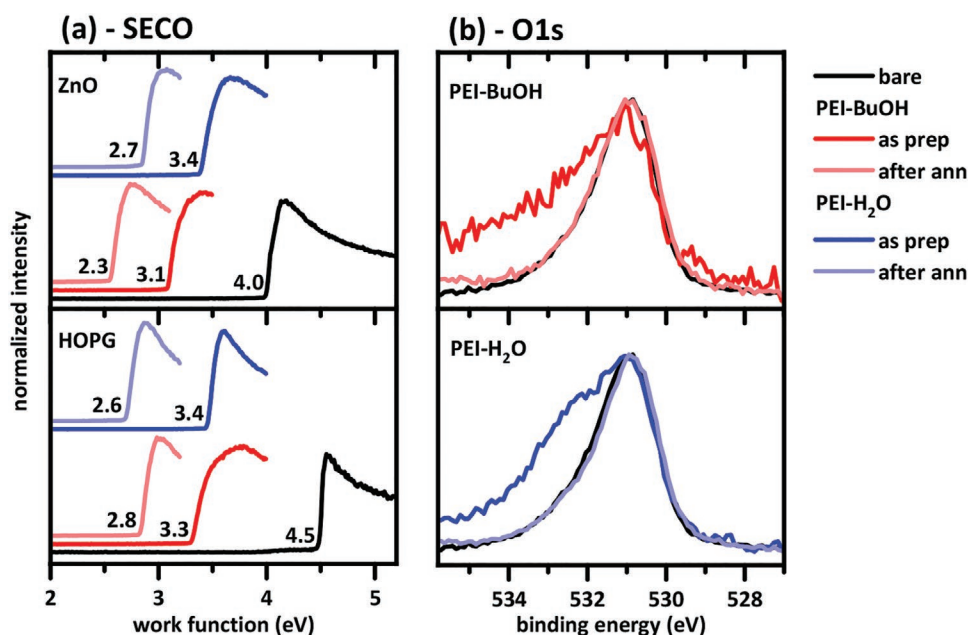 (a) - SECO
(b) - O1s
ZnO
2.7
3.4
2.3
3.1
4.0
HOPG
2.6
3.4
2.8
3.3
4.5
normalized intensity
2 3 4 5
work function (eV)
PEI-BuOH
PEI-H₂O
534 532 530 528
binding energy (eV)
bare
PEI-BuOH
as prep
after ann
PEI-H₂O
as prep
after ann